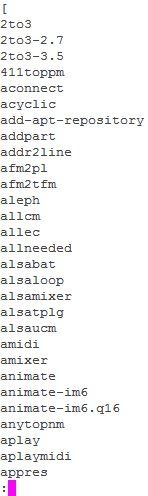 [
2to3
2to3-2.7
2to3-3.5
411toppm
aconnect
acyclic
add-apt-repository
addpart
addr2line
afm2pl
afm2tfm
aleph
allcm
allec
allneeded
alsabat
alsaloop
alsamixer
alsatplg
alsaucm
amidi
amixer
animate
animate-im6
animate-im6.q16
anytopnm
aplay
aplaymidi
appres
: